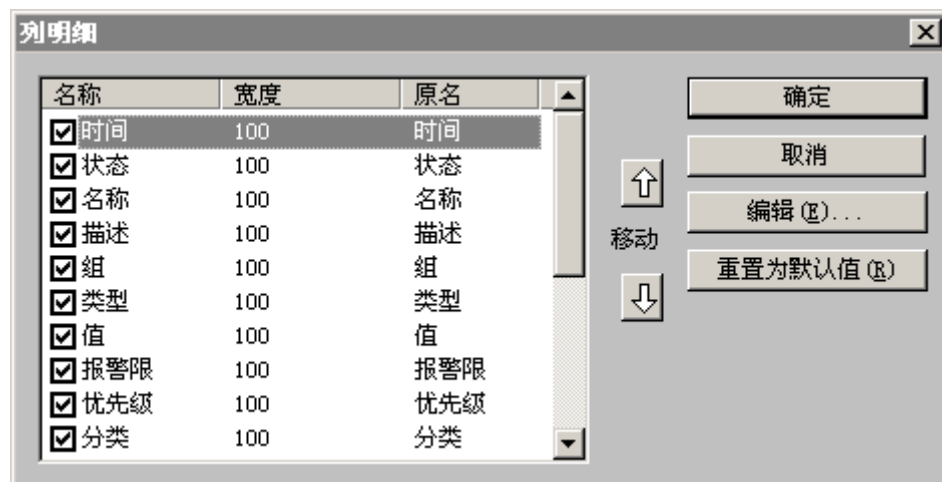 列明细
名称 宽度 原名
时间 100 时间
状态 100 状态
名称 100 名称
描述 100 描述
组 100 组
类型 100 类型
值 100 值
报警限 100 报警限
优先级 100 优先级
分类 100 分类
移动
确定
取消
编辑(E)...
重置为默认值(R)